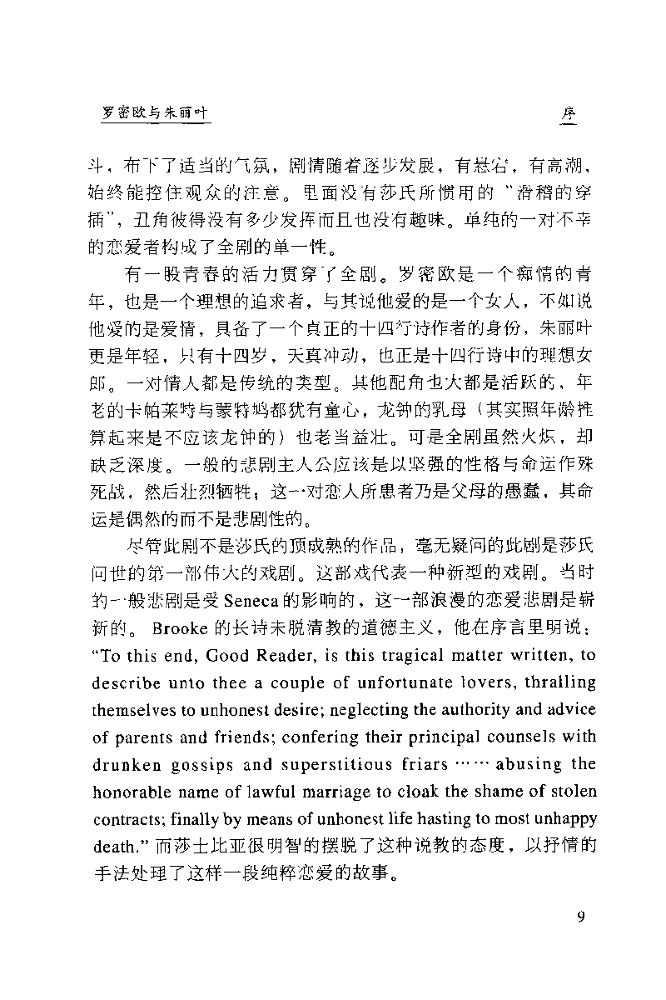 罗密欧与朱丽叶 序
斗，布下了适当的气氛，剧情随着逐步发展，有悬宕，有高潮，
始终能控住观众的注意。里面没有莎氏所惯用的“滑稽的穿
插”，丑角彼得没有多少发挥而且也没有趣味。单纯的一对不幸
的恋爱者构成了全剧的单一性。
有一股青春的活力贯穿了全剧。罗密欧是一个痴情的青
年，也是一个理想的追求者，与其说他爱的是一个女人，不如说
他爱的是爱情，具备了一个真正的十四行诗作者的身份，朱丽叶
更是年轻，只有十四岁，天真冲动，也正是十四行诗中的理想女
郎。一对情人都是传统的类型。其他配角也大都是活跃的，年
老的卡帕莱特与蒙特鸠都犹有童心，龙钟的乳母（其实照年龄推
算起来是不应该龙钟的）也老当益壮。可是全剧虽然火炽，却
缺乏深度。一般的悲剧主人公应该是以坚强的性格与命运作殊
死战，然后壮烈牺牲；这一对恋人所患者乃是父母的愚蠢，其命
运是偶然的而不是悲剧性的。
尽管此剧不是莎氏的顶成熟的作品，毫无疑问的此剧是莎氏
问世的第一部伟大的戏剧。这部戏代表一种新型的戏剧。当时
的一般悲剧是受 Seneca 的影响的，这一部浪漫的恋爱悲剧是崭
新的。 Brooke 的长诗未脱清教的道德主义，他在序言里明说：
“To this end, Good Reader, is this tragical matter written, to
describe unto thee a couple of unfortunate lovers, thralling
themselves to unhonest desire; neglecting the authority and advice
of parents and friends; confering their principal counsels with
drunken gossips and superstitious friars …… abusing the
honorable name of lawful marriage to cloak the shame of stolen
contracts; finally by means of unhonest life hasting to most unhappy
death.” 而莎士比亚很明智的摆脱了这种说教的态度，以抒情的
手法处理了这样一段纯粹恋爱的故事。
9